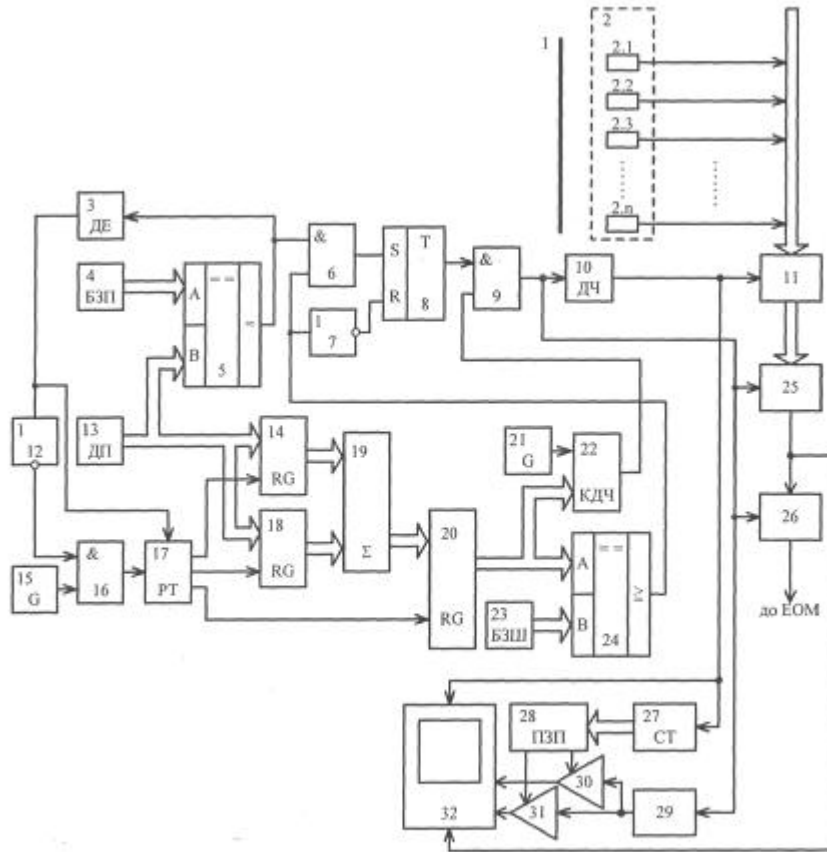 1
2
2.1
2.2
2.3
2.n
3
ДЕ
4
БЗП
A
==
B
5
&
6
S
T
R
8
1
7
&
9
10
ДЧ
11
1
12
13
ДП
14
RG
18
RG
19
Σ
20
RG
21
G
22
КДЧ
A
==
B
24
23
БЗШ
25
26
до ЕОМ
15
G
&
16
17
РТ
28
ПЗП
27
СТ
30
31
29
32